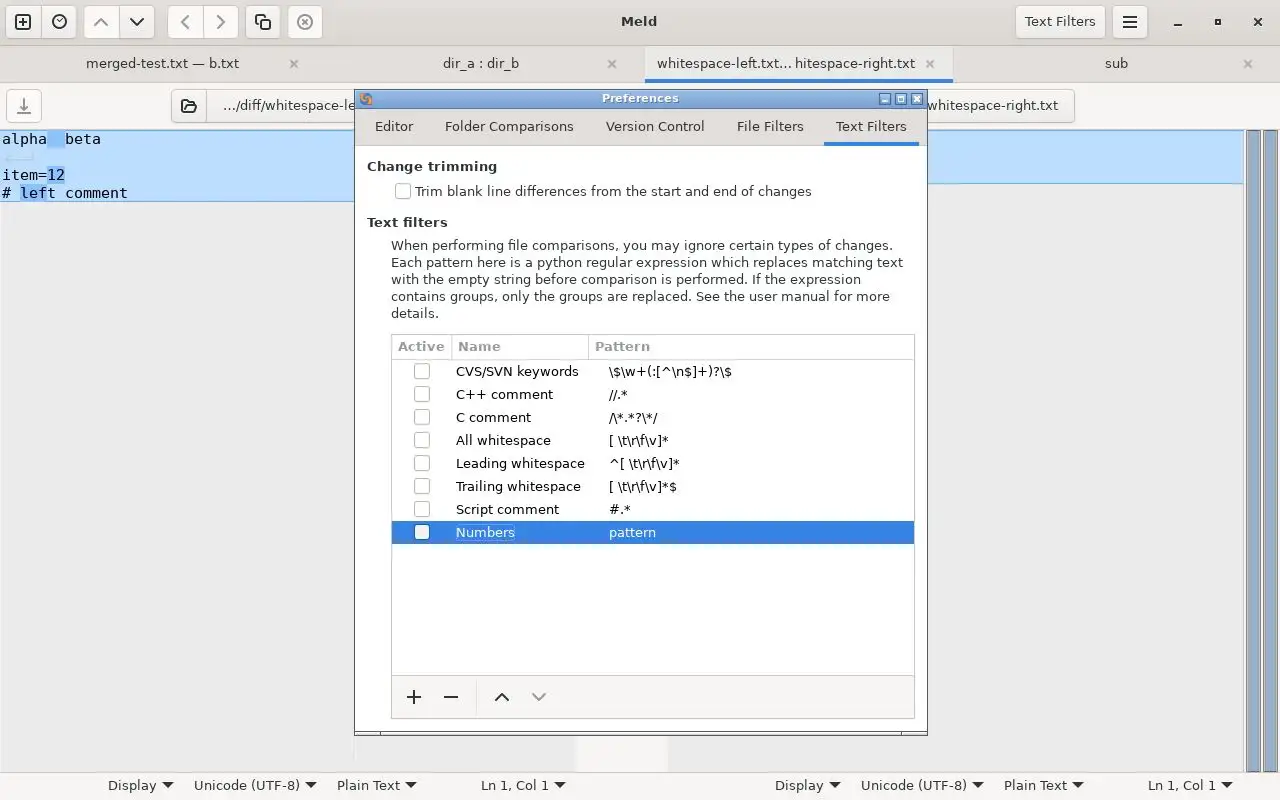 Meld
Text Filters
merged-test.txt — b.txt
dir_a : dir_b
whitespace-left.txt... hitespace-right.txt
sub
.../diff/whitespace-le
whitespace-right.txt
Preferences
Editor
Folder Comparisons
Version Control
File Filters
Text Filters
alpha  beta
item=12
# left comment
Change trimming
Trim blank line differences from the start and end of changes
Text filters
When performing file comparisons, you may ignore certain types of changes.
Each pattern here is a python regular expression which replaces matching text
with the empty string before comparison is performed. If the expression
contains groups, only the groups are replaced. See the user manual for more
details.
Active Name Pattern
CVS/SVN keywords \$\w+(:[^\n$]+)?\$
C++ comment //.*
C comment /\*.*?\*/
All whitespace [ \t\r\f\v]*
Leading whitespace ^[ \t\r\f\v]*
Trailing whitespace [ \t\r\f\v]*$
Script comment #.*
Numbers pattern
Display Unicode (UTF-8) Plain Text Ln 1, Col 1
Display Unicode (UTF-8) Plain Text Ln 1, Col 1